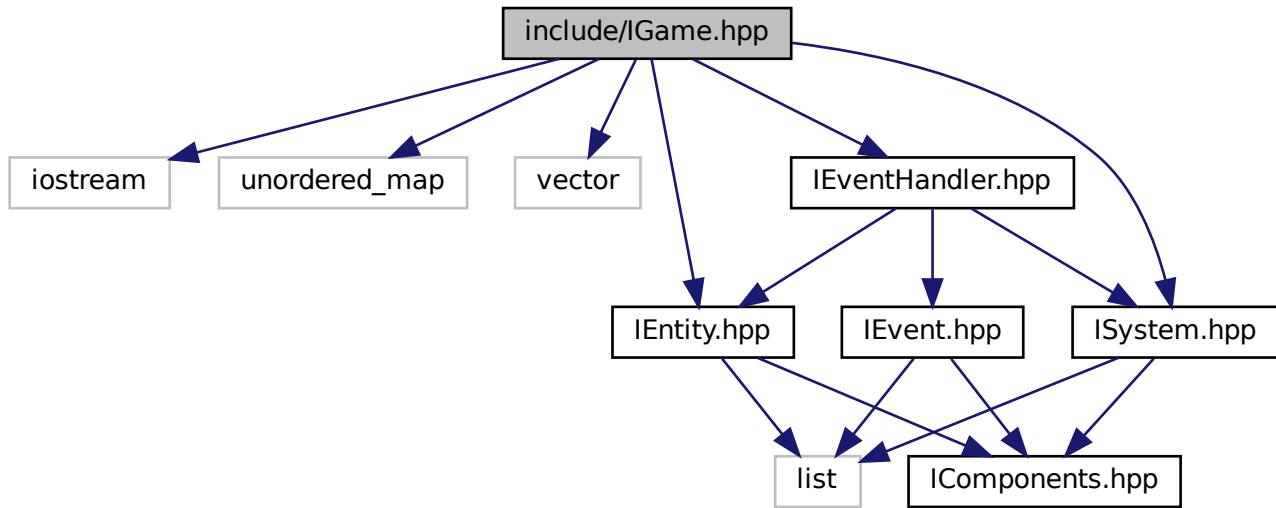 include/IGame.hpp
iostream
unordered_map
vector
IEventHandler.hpp
IEntity.hpp
IEvent.hpp
ISystem.hpp
list
IComponents.hpp